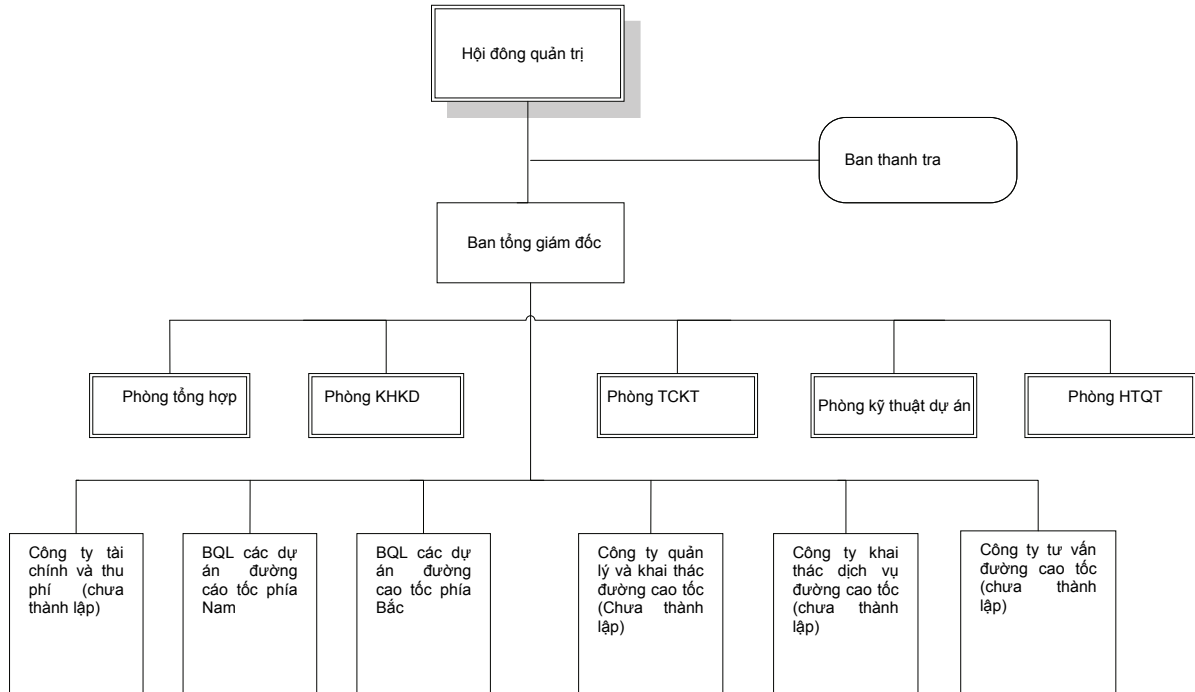 Hội đông quản trị
Ban thanh tra
Ban tổng giám đốc
Phòng tổng hợp
Phòng KHKD
Phòng TCKT
Phòng kỹ thuật dự án
Phòng HTQT
Công ty tài
chính và thu
phí (chưa
thành lập)
BQL các dự
án đường
cáo tốc phía
Nam
BQL các dự
án đường
cao tốc phía
Bắc
Công ty quản
lý và khai thác
đường cao tốc
(Chưa thành
lập)
Công ty khai
thác dịch vụ
đường cao tốc
(chưa thành
lập)
Công ty tư vấn
đường cao tốc
(chưa thành
lập)